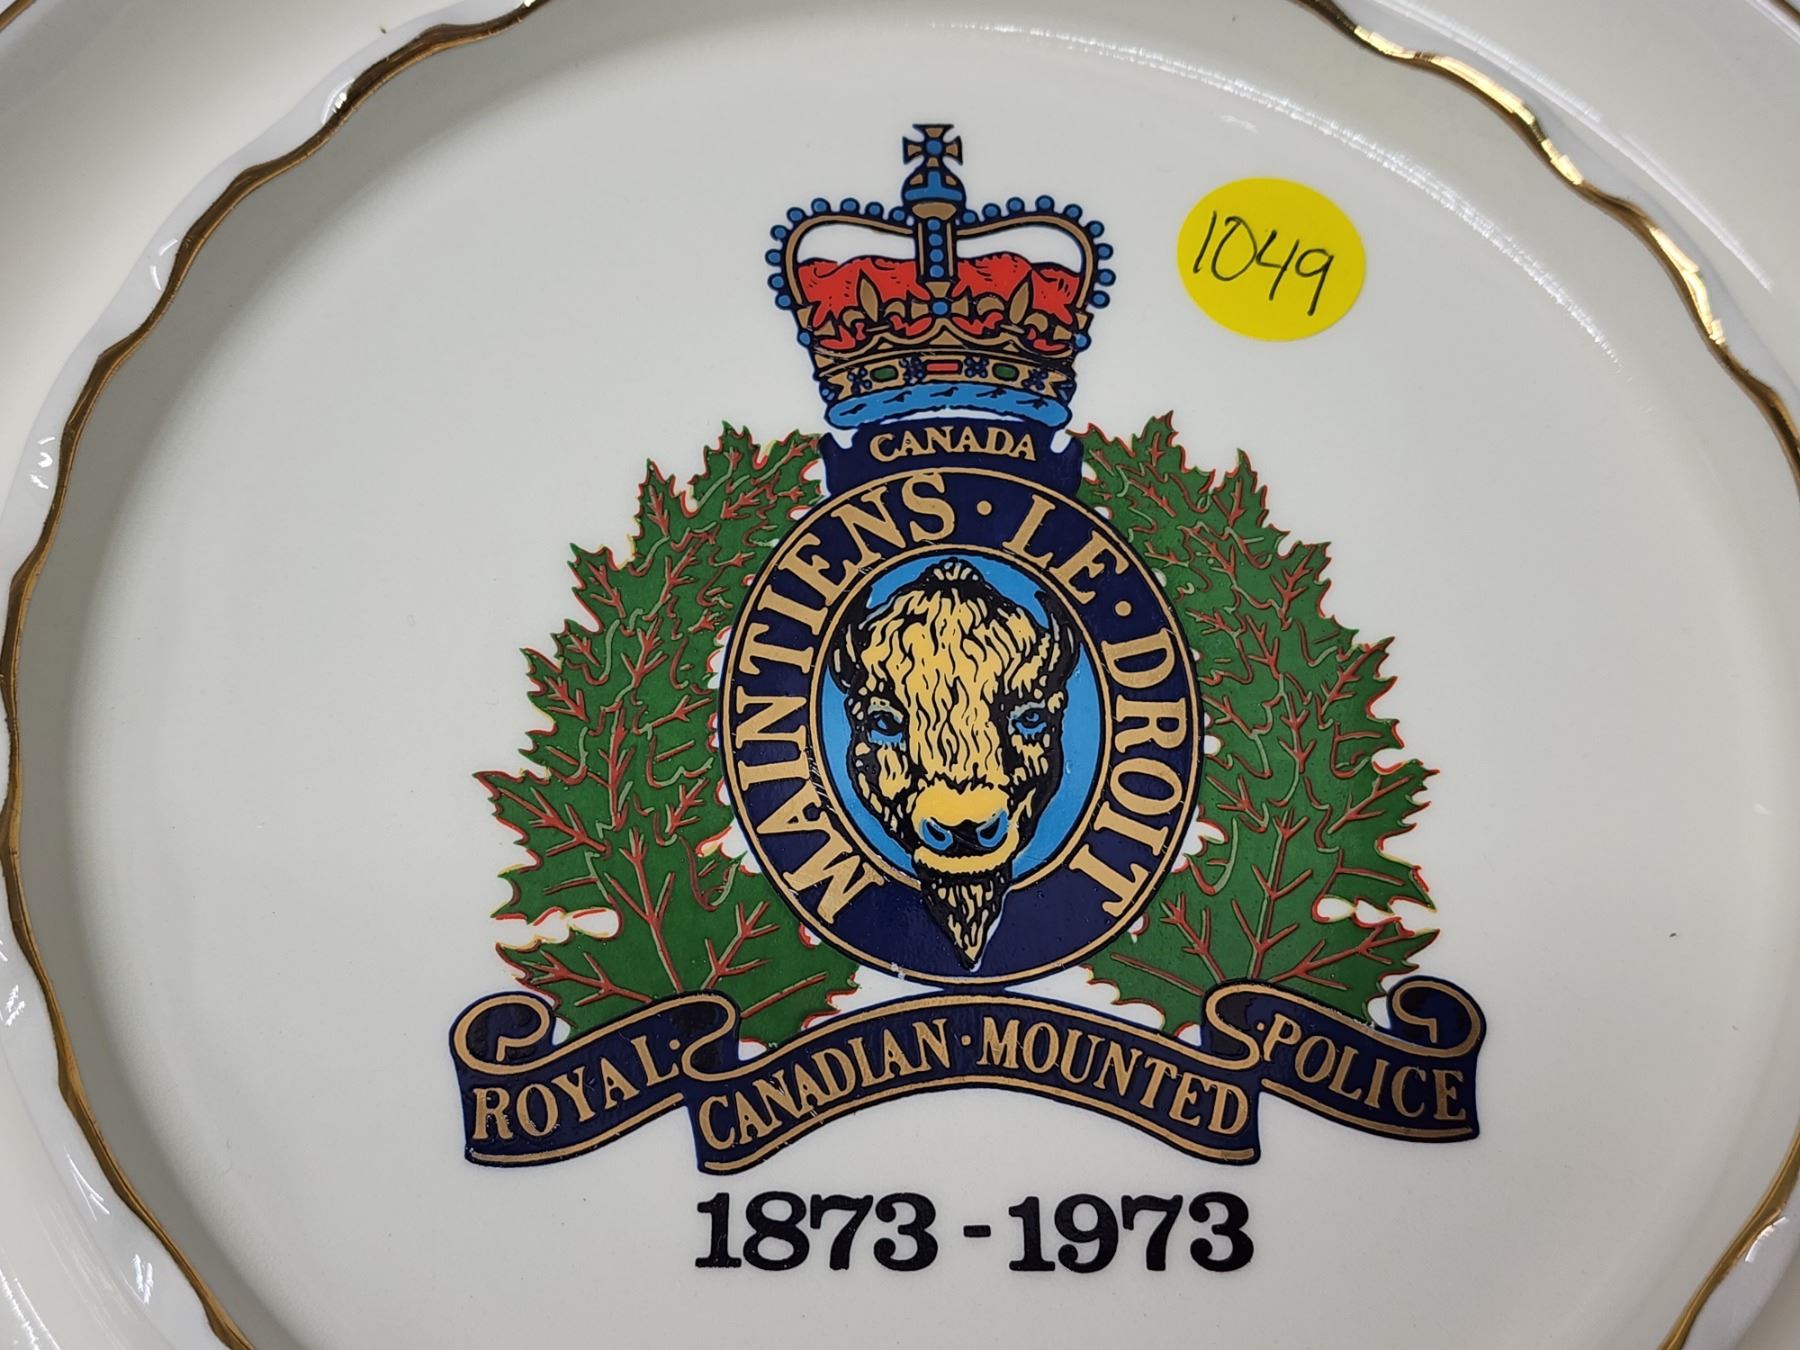 1049
CANADA
MAINTIENS · LE · DROIT
ROYAL · CANADIAN · MOUNTED · POLICE
1873 - 1973